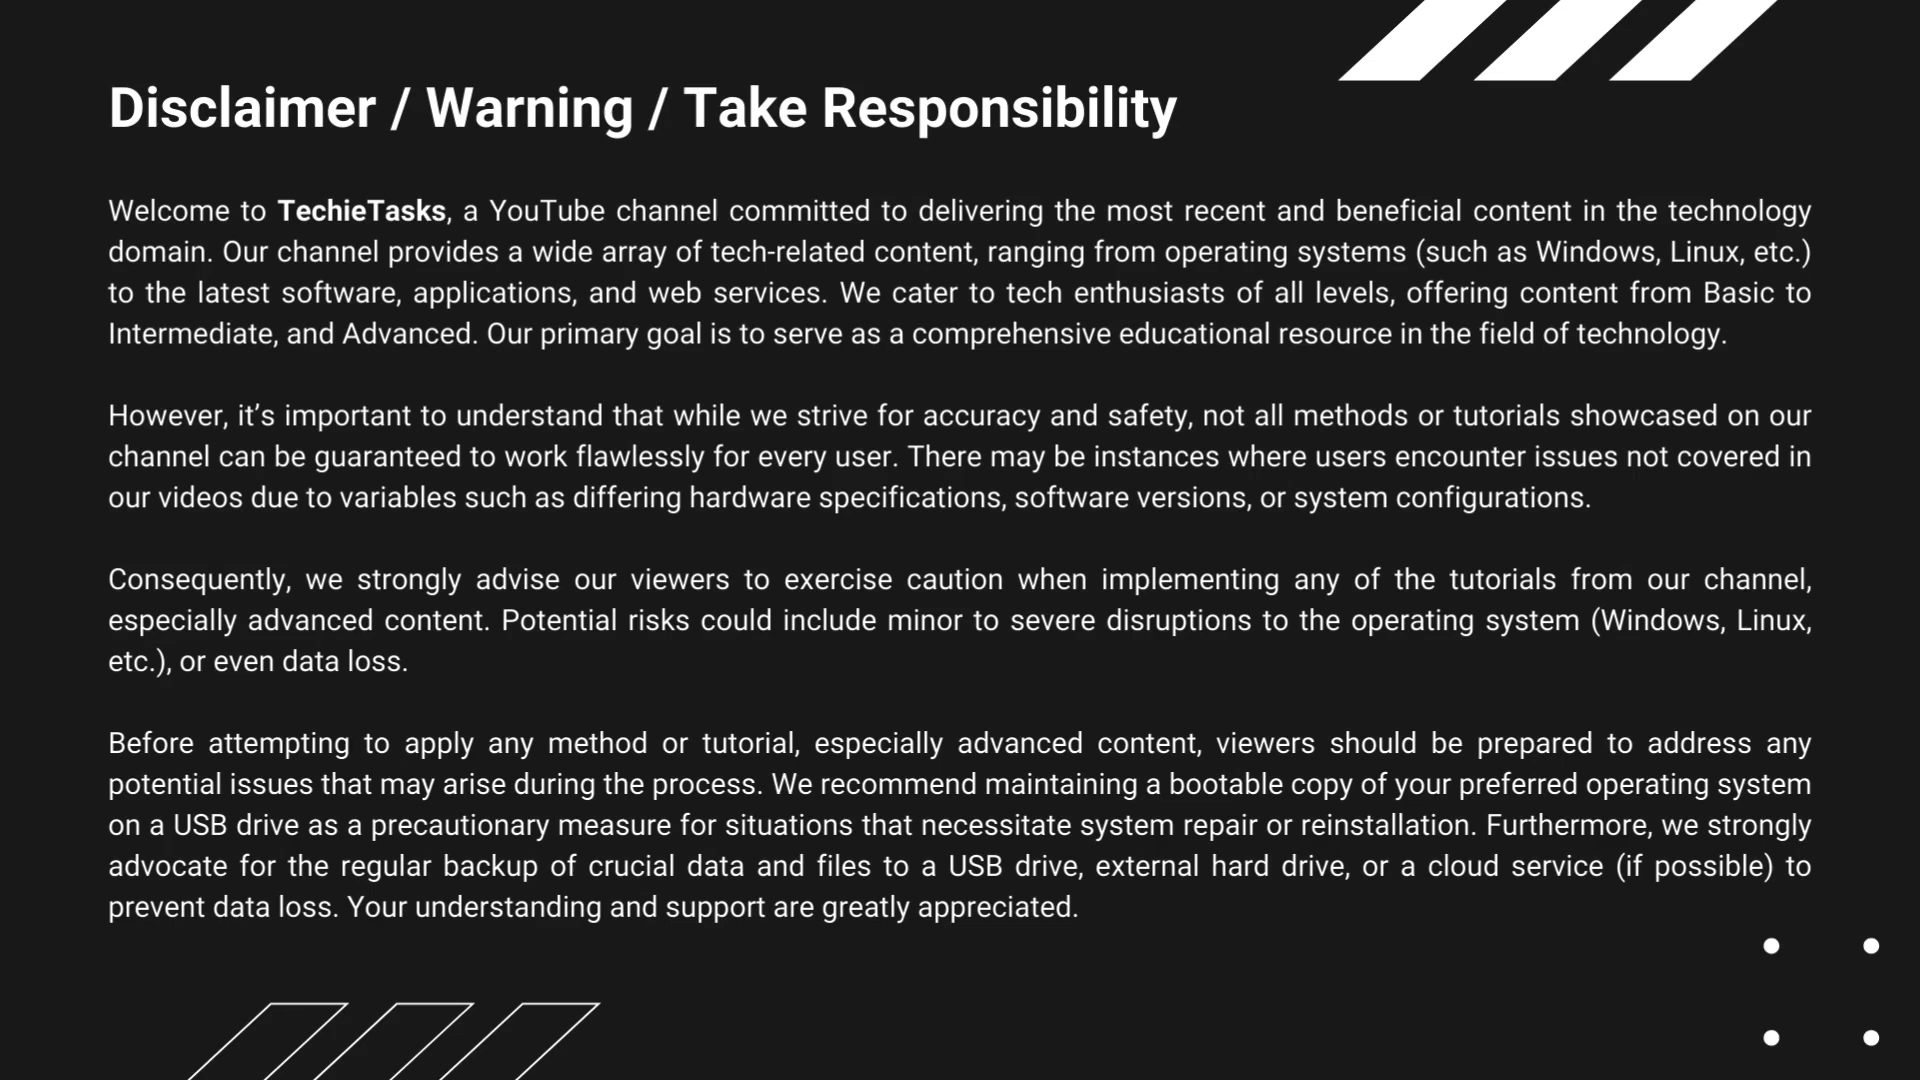 Disclaimer / Warning / Take Responsibility
Welcome to TechieTasks, a YouTube channel committed to delivering the most recent and beneficial content in the technology
domain. Our channel provides a wide array of tech-related content, ranging from operating systems (such as Windows, Linux, etc.)
to the latest software, applications, and web services. We cater to tech enthusiasts of all levels, offering content from Basic to
Intermediate, and Advanced. Our primary goal is to serve as a comprehensive educational resource in the field of technology.
However, it’s important to understand that while we strive for accuracy and safety, not all methods or tutorials showcased on our
channel can be guaranteed to work flawlessly for every user. There may be instances where users encounter issues not covered in
our videos due to variables such as differing hardware specifications, software versions, or system configurations.
Consequently, we strongly advise our viewers to exercise caution when implementing any of the tutorials from our channel,
especially advanced content. Potential risks could include minor to severe disruptions to the operating system (Windows, Linux,
etc.), or even data loss.
Before attempting to apply any method or tutorial, especially advanced content, viewers should be prepared to address any
potential issues that may arise during the process. We recommend maintaining a bootable copy of your preferred operating system
on a USB drive as a precautionary measure for situations that necessitate system repair or reinstallation. Furthermore, we strongly
advocate for the regular backup of crucial data and files to a USB drive, external hard drive, or a cloud service (if possible) to
prevent data loss. Your understanding and support are greatly appreciated.